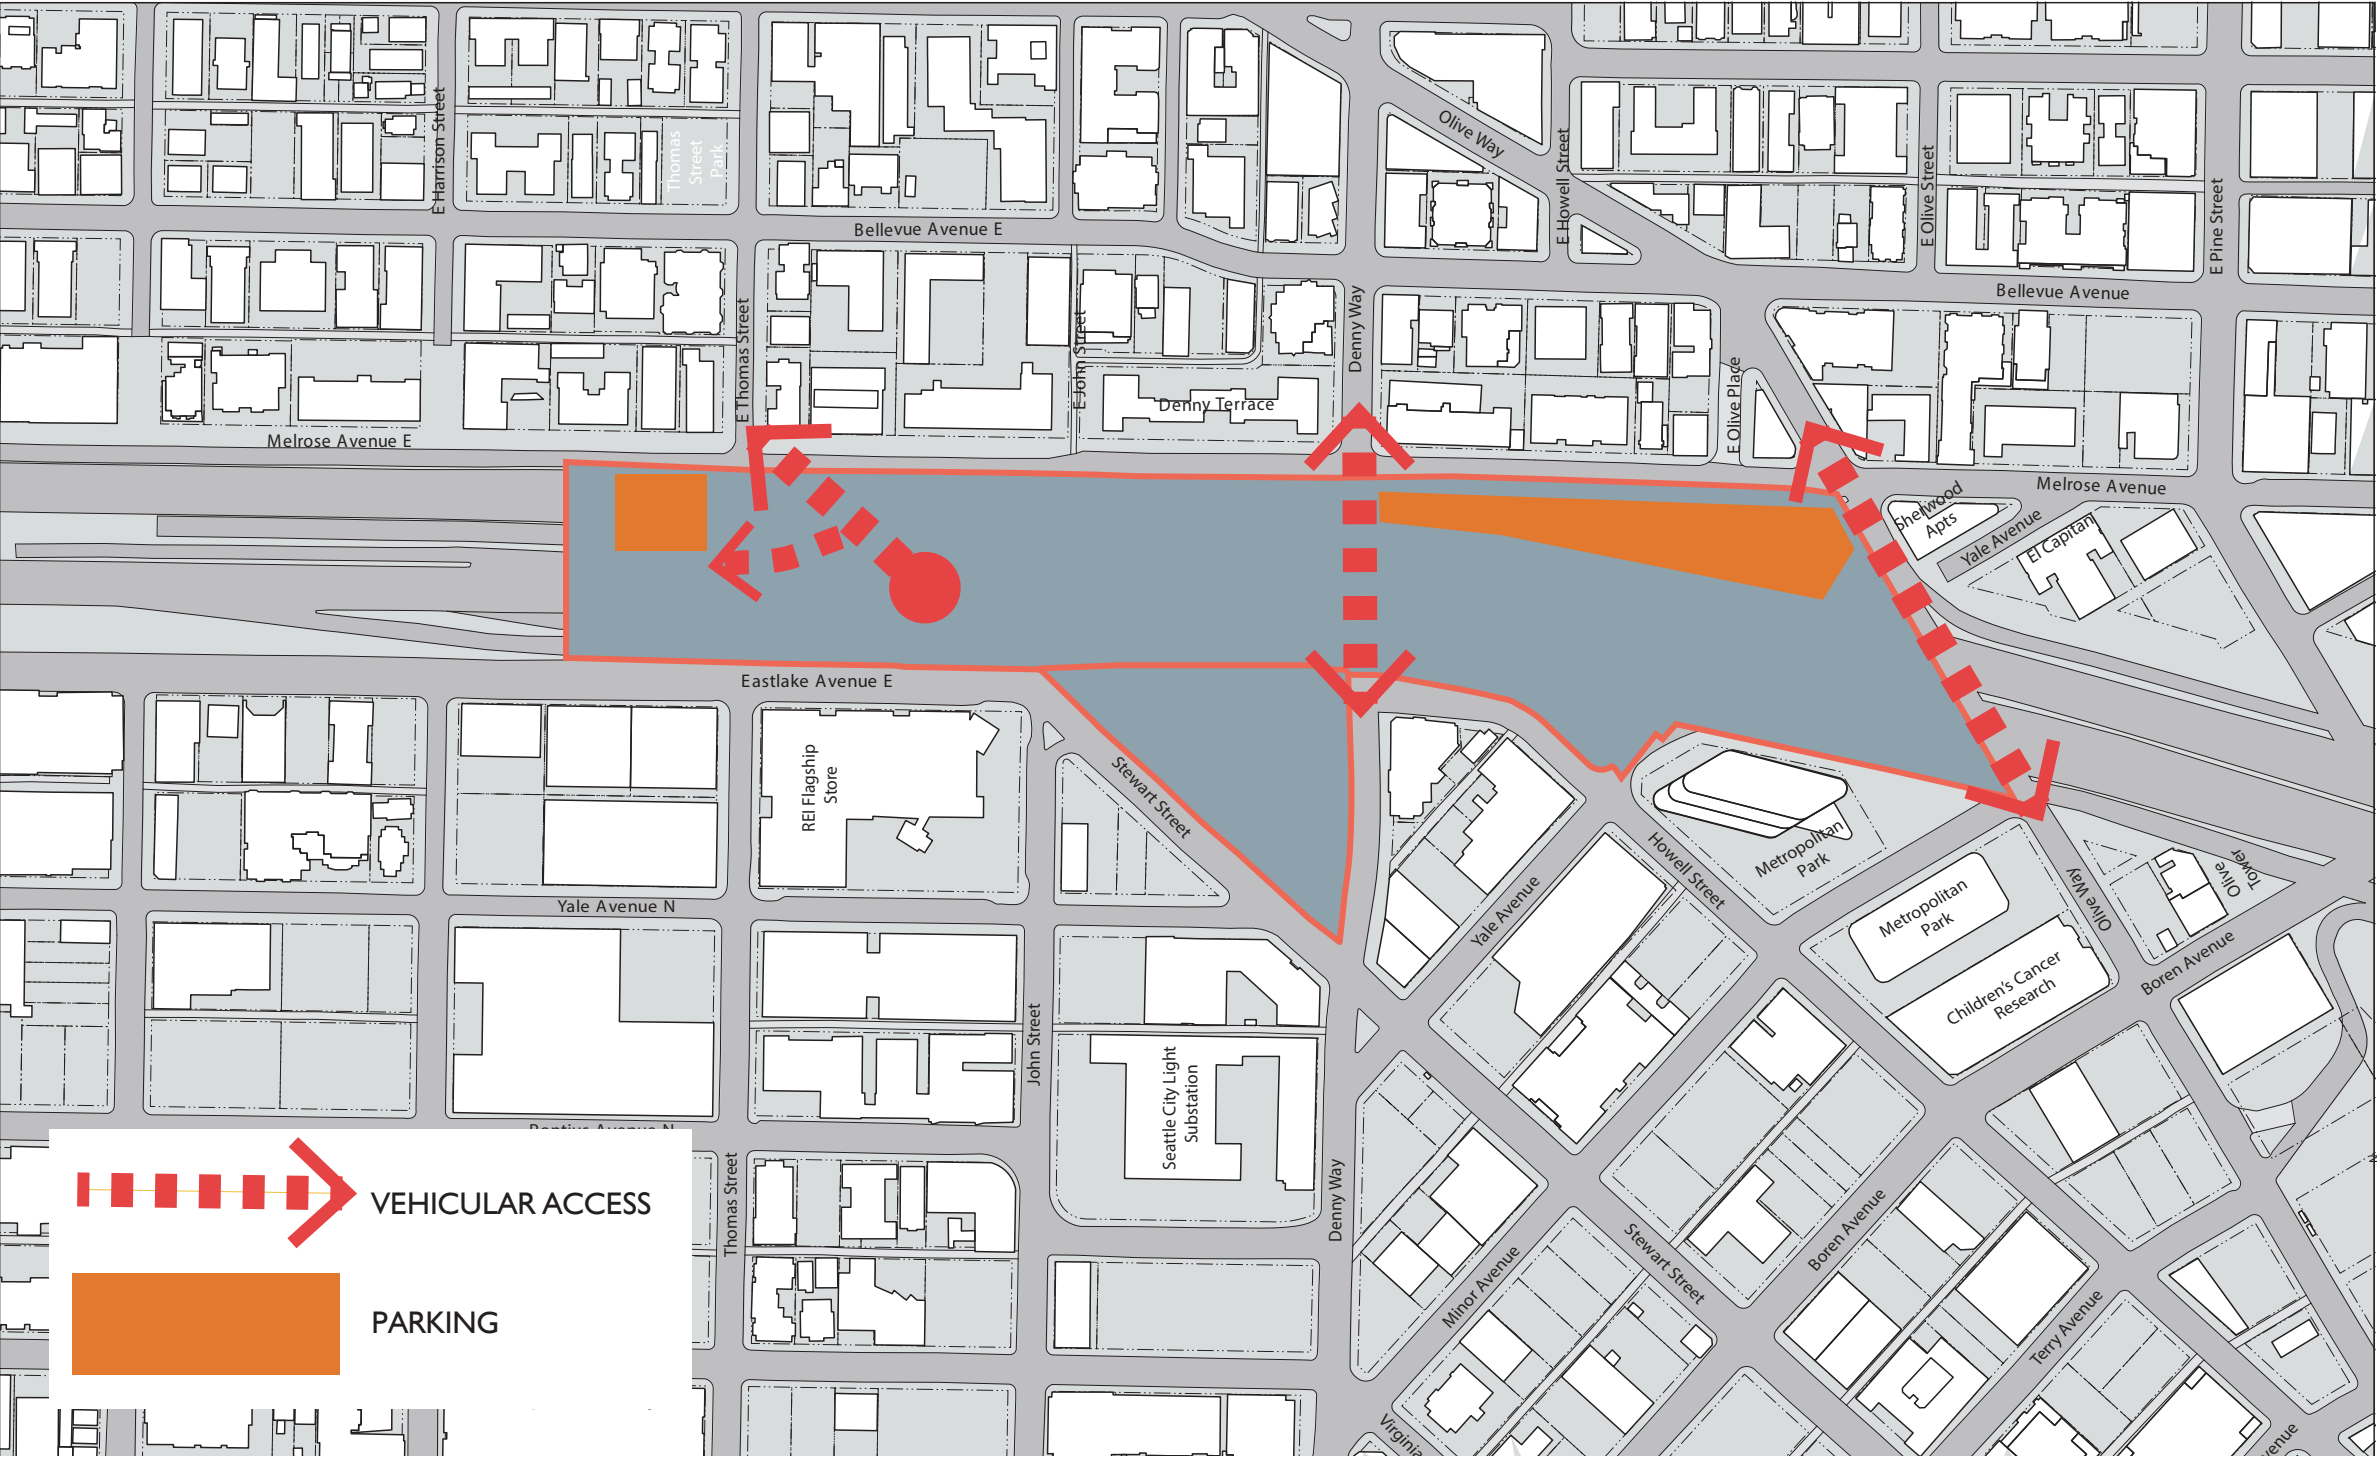 E Harrison Street
Thomas
Street
Park
Olive Way
E Howell Street
E Olive Street
E Pine Street
Bellevue Avenue E
Bellevue Avenue
E Thomas Street
E John Street
Denny Way
E Olive Place
Denny Terrace
Melrose Avenue E
Melrose Avenue
Sherwood
Apts
Yale Avenue
El Capitan
Eastlake Avenue E
REI Flagship
Store
Stewart Street
Howell Street
Metropolitan
Park
Yale Avenue
Metropolitan
Park
Olive Way
Olive
Tower
Boren Avenue
Children's Cancer
Research
Yale Avenue N
John Street
Seattle City Light
Substation
Pontius Avenue N
Thomas Street
Denny Way
Minor Avenue
Stewart Street
Boren Avenue
Terry Avenue
Virginia
venue
VEHICULAR ACCESS
PARKING